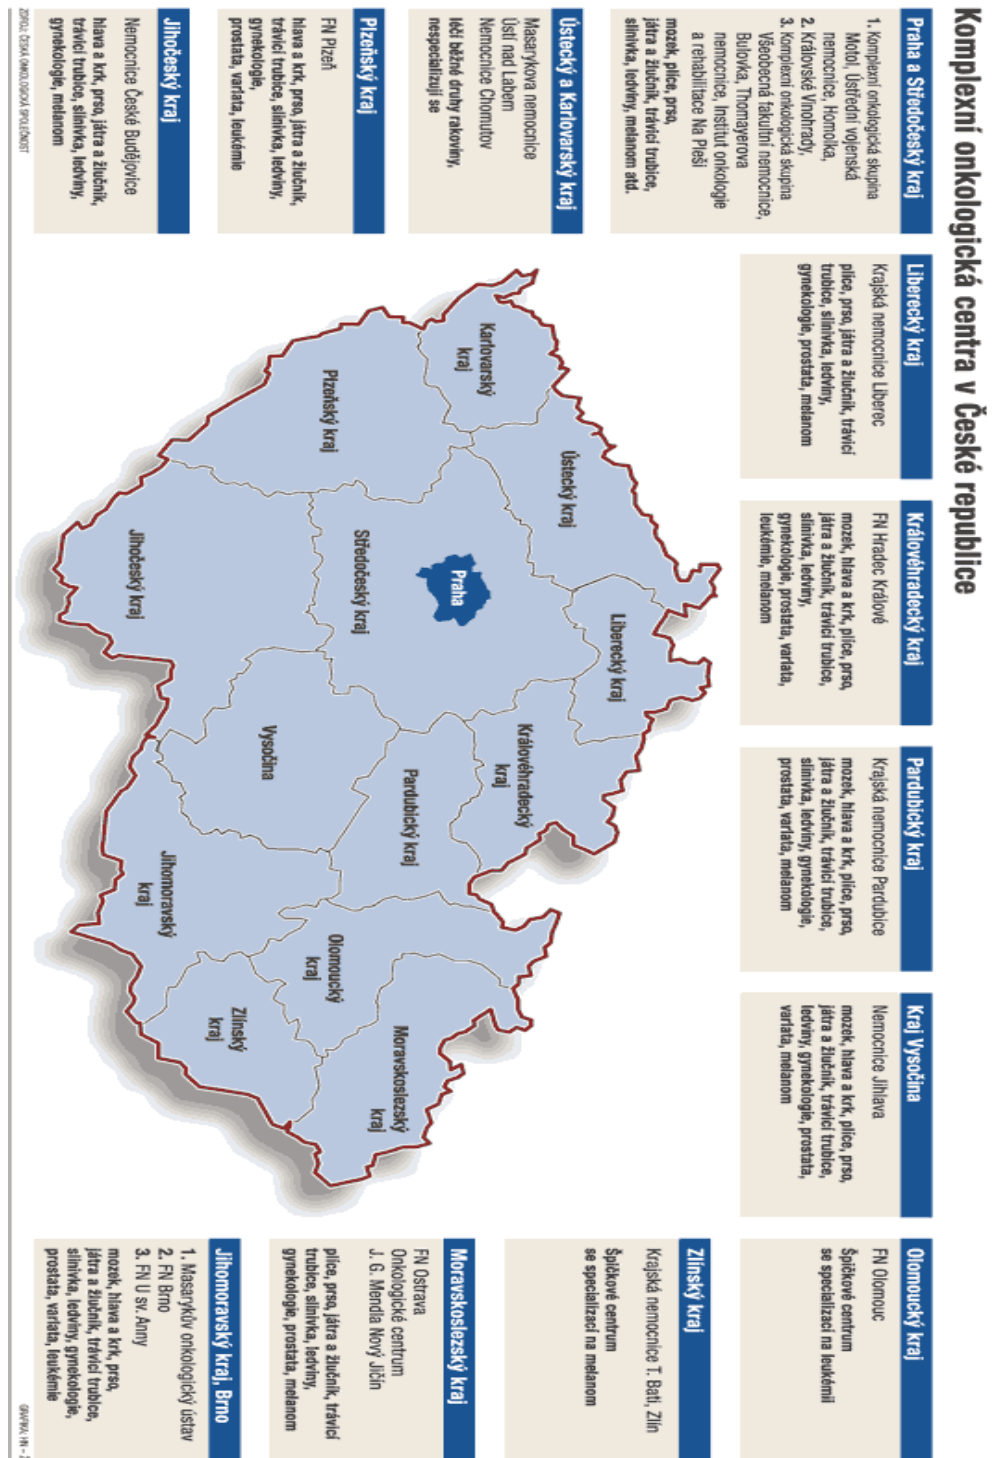 Komplexní onkologická centra v České republice
Praha a Středočeský kraj
1. Komplexní onkologická skupina
Motol, Ústřední vojenská
nemocnice, Homolka,
2. Královské Vinohrady,
3. Komplexní onkologická skupina
Všeobecná fakultní nemocnice,
Bulovka, Thomayerova
nemocnice, Institut onkologie
a rehabilitace Na Pleši
mozek, plíce, prso,
játra a žlučník, trávicí trubice,
slinivka, ledviny, melanom atd.
Liberecký kraj
Krajská nemocnice Liberec
plíce, prso, játra a žlučník, trávicí
trubice, slinivka, ledviny,
gynekologie, prostata, melanom
Královéhradecký kraj
FN Hradec Králové
mozek, hlava a krk, plíce, prso,
játra a žlučník, trávicí trubice,
slinivka, ledviny,
gynekologie, prostata, varlata,
leukémie, melanom
Pardubický kraj
Krajská nemocnice Pardubice
mozek, hlava a krk, plíce, prso,
játra a žlučník, trávicí trubice,
slinivka, ledviny, gynekologie,
prostata, varlata, melanom
Kraj Vysočina
Nemocnice Jihlava
mozek, hlava a krk, plíce, prso,
játra a žlučník, trávicí trubice,
ledviny, gynekologie, prostata,
varlata, melanom
Olomoucký kraj
FN Olomouc
Špičkové centrum
se specializací na leukémii
Ústecký a Karlovarský kraj
Masarykova nemocnice
Ústí nad Labem
Nemocnice Chomutov
léčí běžné druhy rakoviny,
nespecializují se
Plzeňský kraj
FN Plzeň
hlava a krk, prso, játra a žlučník,
trávicí trubice, slinivka, ledviny,
gynekologie,
prostata, varlata, leukémie
Jihočeský kraj
Nemocnice České Budějovice
hlava a krk, prso, játra a žlučník,
trávicí trubice, slinivka, ledviny,
gynekologie, melanom
Karlovarský
kraj
Ústecký kraj
Liberecký kraj
Královéhradecký
kraj
Plzeňský kraj
Praha
Středočeský kraj
Pardubický kraj
Jihočeský kraj
Vysočina
Jihomoravský
kraj
Olomoucký
kraj
Zlínský
kraj
Moravskoslezský
kraj
Zlínský kraj
Krajská nemocnice T. Bati, Zlín
Špičkové centrum
se specializací na melanom
Moravskoslezský kraj
FN Ostrava
Onkologické centrum
J. G. Mendla Nový Jičín
plíce, prso, játra a žlučník, trávicí
trubice, slinivka, ledviny,
gynekologie, prostata, melanom
Jihomoravský kraj, Brno
1. Masarykův onkologický ústav
2. FN Brno
3. FN U sv. Anny
mozek, hlava a krk, prso,
játra a žlučník, trávicí trubice,
slinivka, ledviny, gynekologie,
prostata, varlata, leukémie
ZDROJ: ČESKÁ ONKOLOGICKÁ SPOLEČNOST
GRAFIKA: HN –